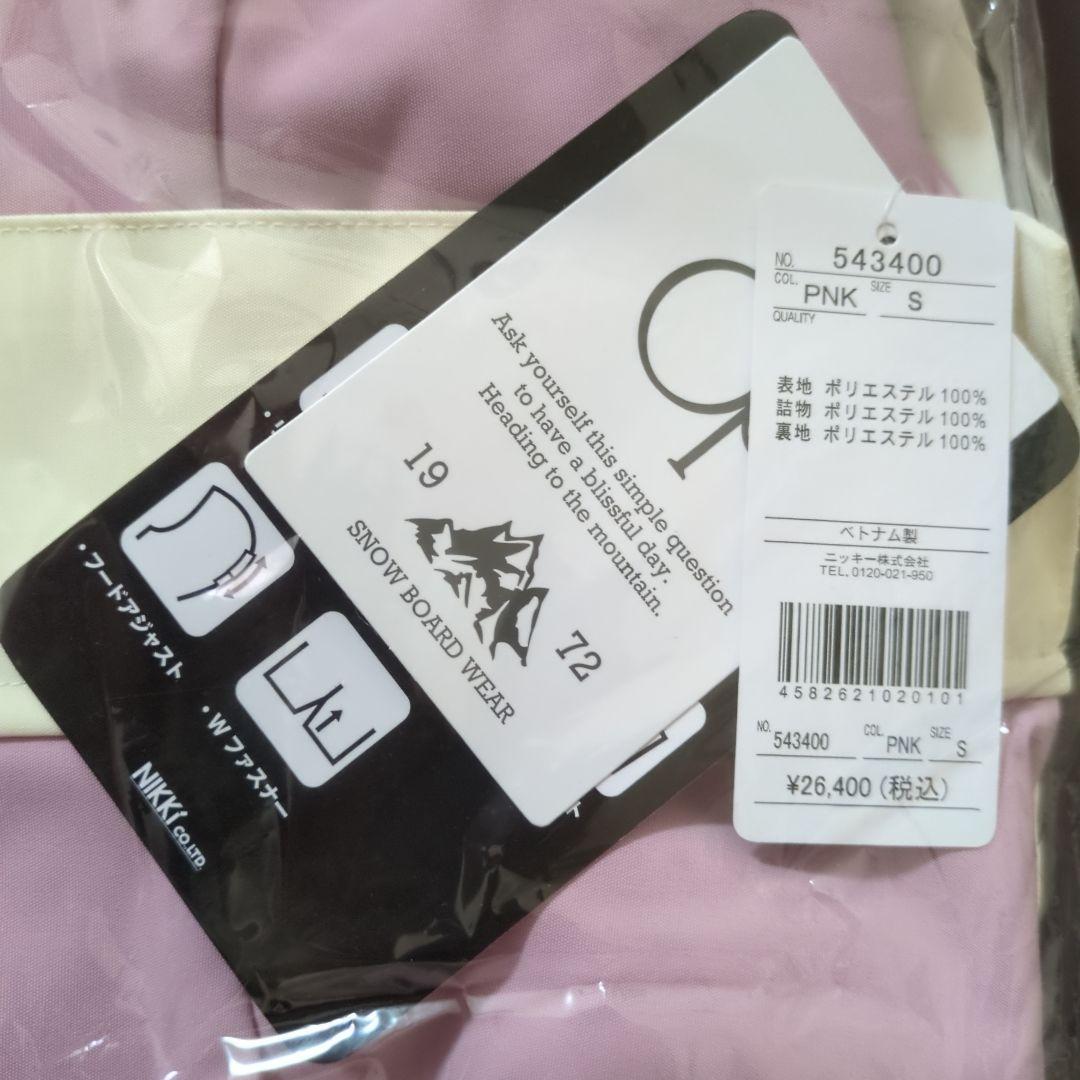 Ask yourself this simple question
to have a blissful day.
Heading to the mountain.
19
72
SNOW BOARD WEAR
・フードアジャスト
・Wファスナー
NIKKi CO.,LTD.
NO. 543400
COL. PNK SIZE S
QUALITY
表地 ポリエステル 100%
詰物 ポリエステル 100%
裏地 ポリエステル 100%
ベトナム製
ニッキー株式会社
TEL. 0120-021-950
4582621020101
NO. 543400 COL. PNK SIZE S
¥26,400 (税込)